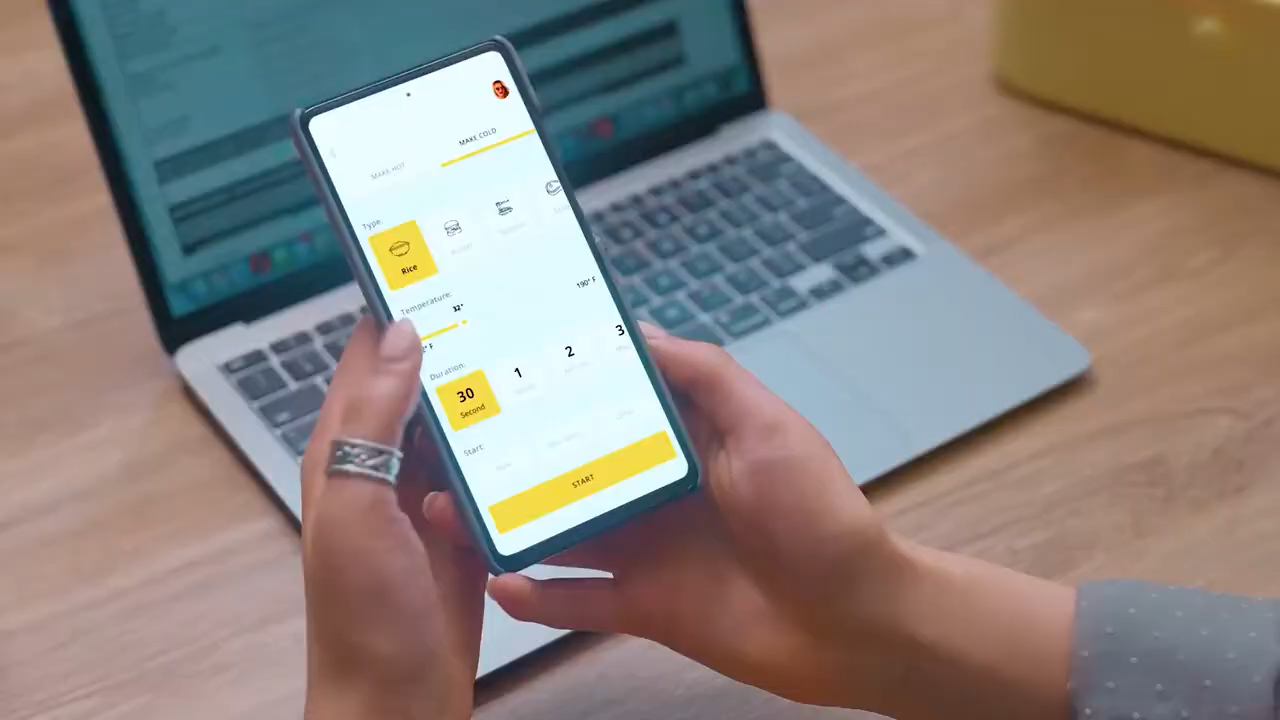 MAKE HOT
MAKE COLD
Type:
Rice
Temperature:
190° F
32°
° F
Duration:
30
Second
1
2
3
Start:
START